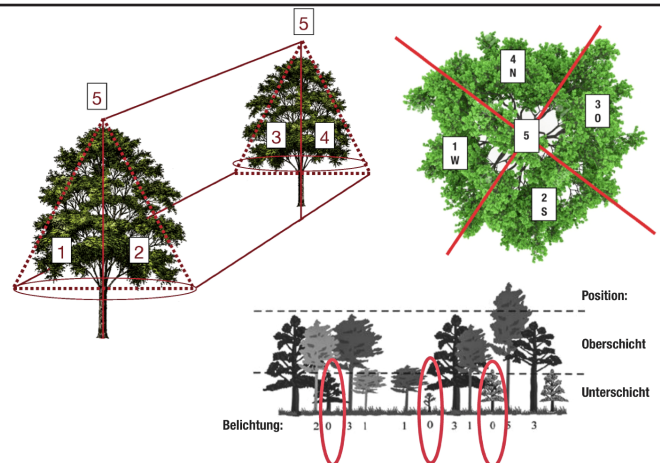 5
5
3 4
1 2
4
N
3
O
5
1
W
2
S
Position:
Oberschicht
Unterschicht
Belichtung: 2 0 3 1 1 0 3 1 0 5 3